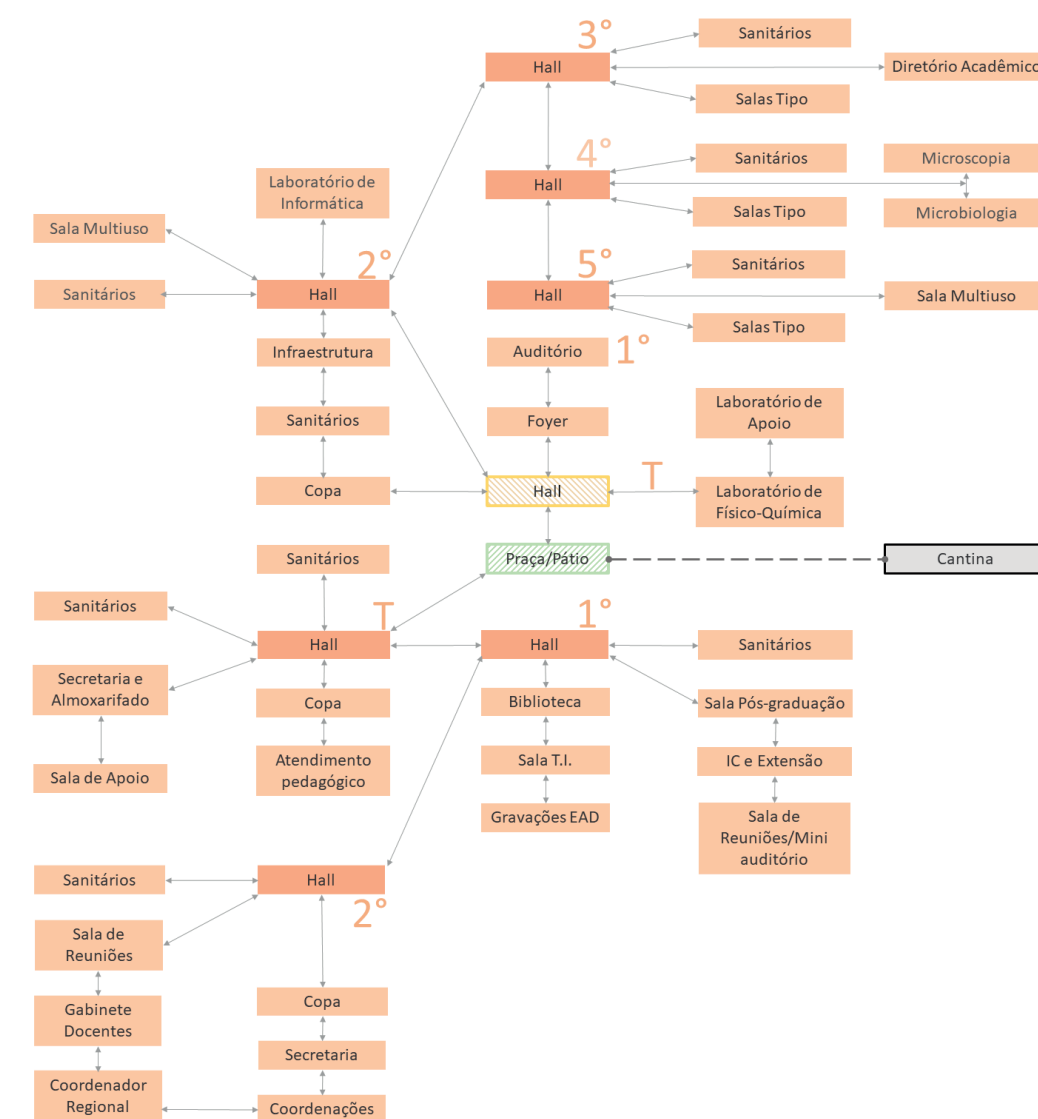 3°
Sanitários
Hall
Diretório Acadêmico
Salas Tipo
4°
Sanitários
Microscopia
Hall
Salas Tipo
Microbiologia
Laboratório de
Informática
Sala Multiuso
2°
Sanitários
Hall
5°
Sanitários
Hall
Sala Multiuso
Salas Tipo
Infraestrutura
Auditório
1°
Sanitários
Foyer
Laboratório de
Apoio
Copa
Hall
T
Laboratório de
Físico-Química
Sanitários
Praça/Pátio
Cantina
Sanitários
T
Hall
1°
Hall
Sanitários
Secretaria e
Almoxarifado
Copa
Biblioteca
Sala Pós-graduação
Sala de Apoio
Atendimento
pedagógico
Sala T.I.
IC e Extensão
Gravações EAD
Sala de
Reuniões/Mini
auditório
Sanitários
Hall
2°
Sala de
Reuniões
Gabinete
Docentes
Copa
Secretaria
Coordenador
Regional
Coordenações